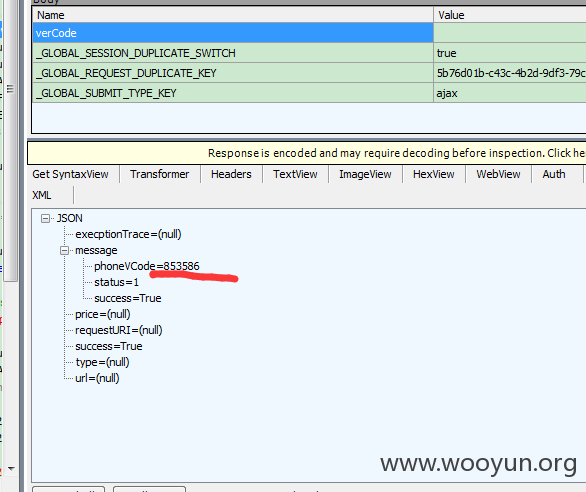 Body
Name Value
verCode
_GLOBAL_SESSION_DUPLICATE_SWITCH true
_GLOBAL_REQUEST_DUPLICATE_KEY 5b76d01b-c43c-4b2d-9df3-79c
_GLOBAL_SUBMIT_TYPE_KEY ajax
Response is encoded and may require decoding before inspection. Click here
Get SyntaxView Transformer Headers TextView ImageView HexView WebView Auth
XML
JSON
execptionTrace=(null)
message
phoneVCode=853586
status=1
success=True
price=(null)
requestURI=(null)
success=True
type=(null)
url=(null)
www.wooyun.org